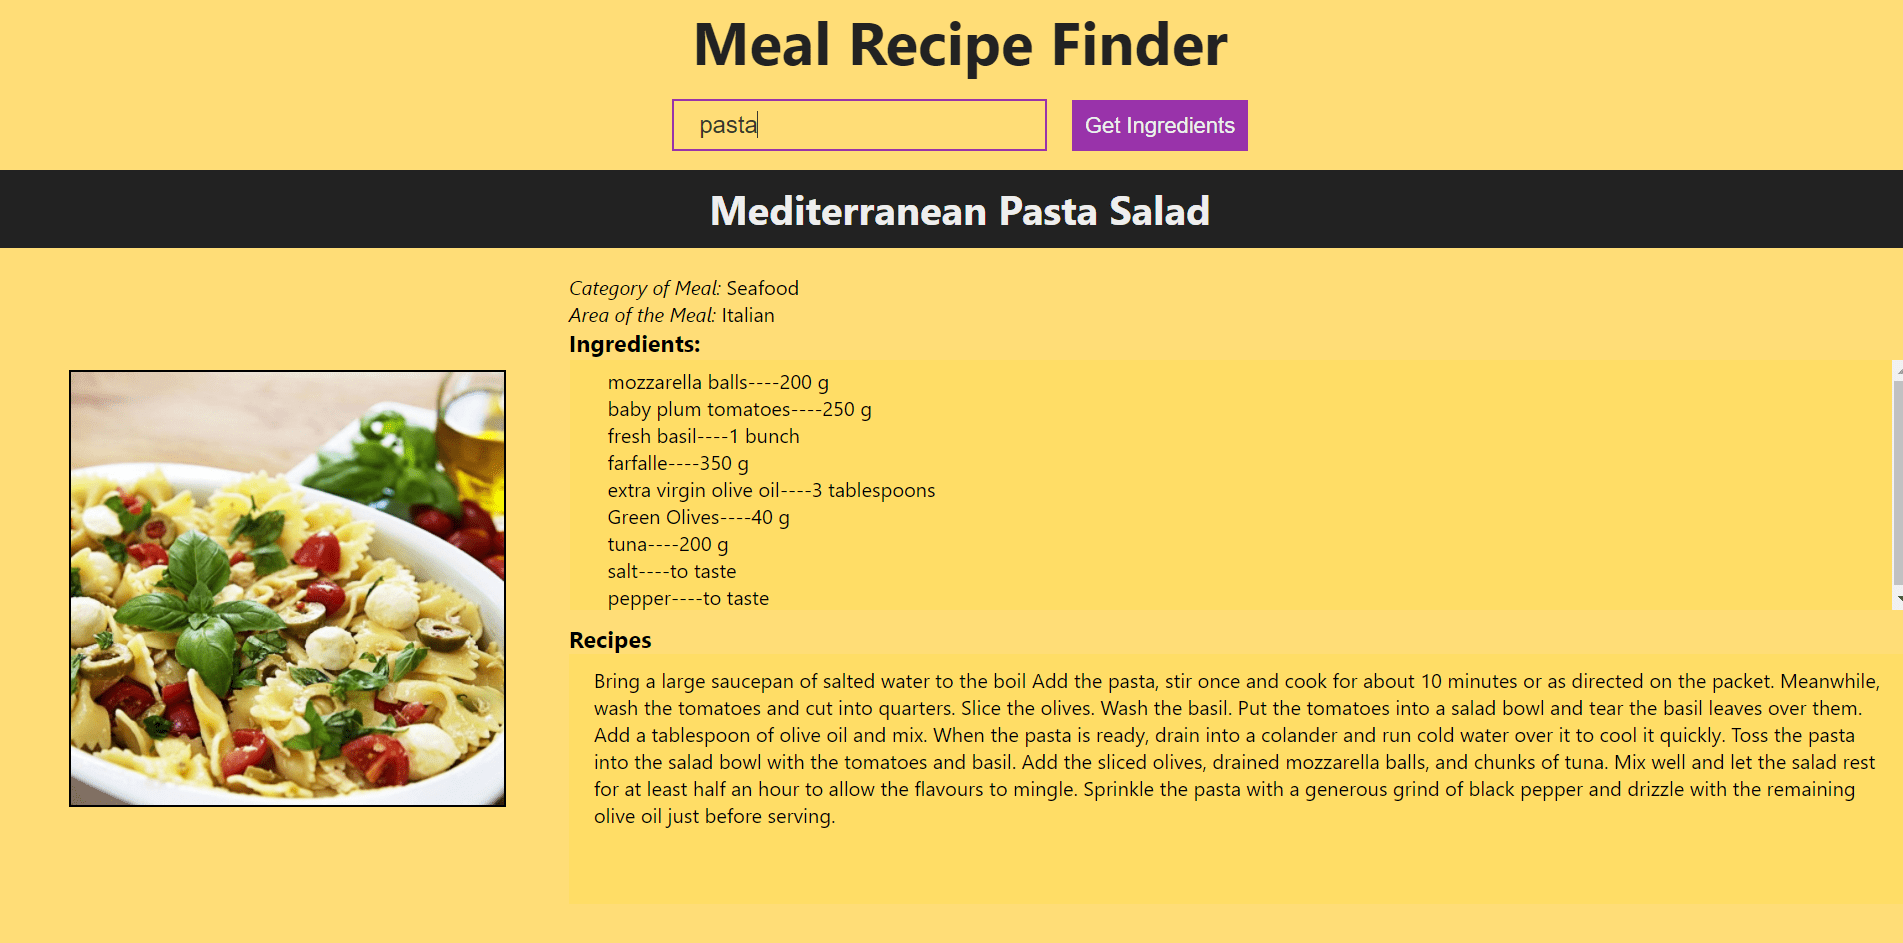 Meal Recipe Finder
pasta
Get Ingredients
Mediterranean Pasta Salad
Category of Meal: Seafood
Area of the Meal: Italian
Ingredients:
mozzarella balls----200 g
baby plum tomatoes----250 g
fresh basil----1 bunch
farfalle----350 g
extra virgin olive oil----3 tablespoons
Green Olives----40 g
tuna----200 g
salt----to taste
pepper----to taste
Recipes
Bring a large saucepan of salted water to the boil Add the pasta, stir once and cook for about 10 minutes or as directed on the packet. Meanwhile,
wash the tomatoes and cut into quarters. Slice the olives. Wash the basil. Put the tomatoes into a salad bowl and tear the basil leaves over them.
Add a tablespoon of olive oil and mix. When the pasta is ready, drain into a colander and run cold water over it to cool it quickly. Toss the pasta
into the salad bowl with the tomatoes and basil. Add the sliced olives, drained mozzarella balls, and chunks of tuna. Mix well and let the salad rest
for at least half an hour to allow the flavours to mingle. Sprinkle the pasta with a generous grind of black pepper and drizzle with the remaining
olive oil just before serving.